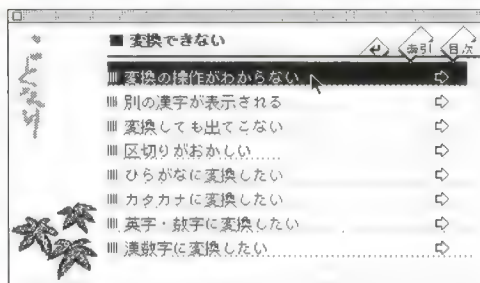 ■ 変換できない
索引
目次
変換の操作がわからない
別の漢字が表示される
変換しても出てこない
区切りがおかしい
ひらがなに変換したい
カタカナに変換したい
英字・数字に変換したい
漢数字に変換したい